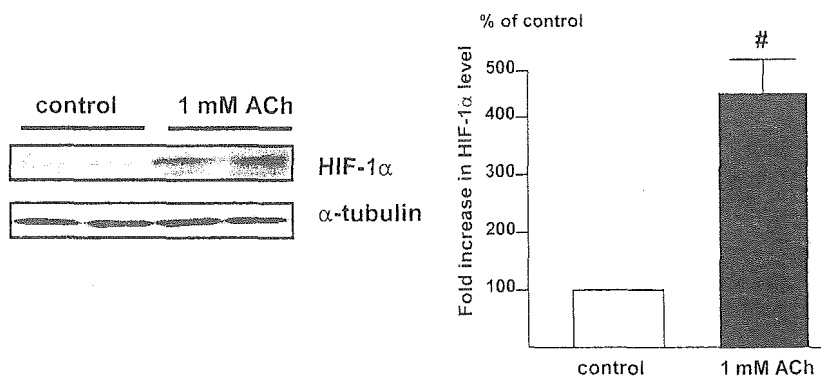 control
1 mM ACh
HIF-1α
α-tubulin
% of control
Fold increase in HIF-1α level
500
400
300
200
100
#
control
1 mM ACh